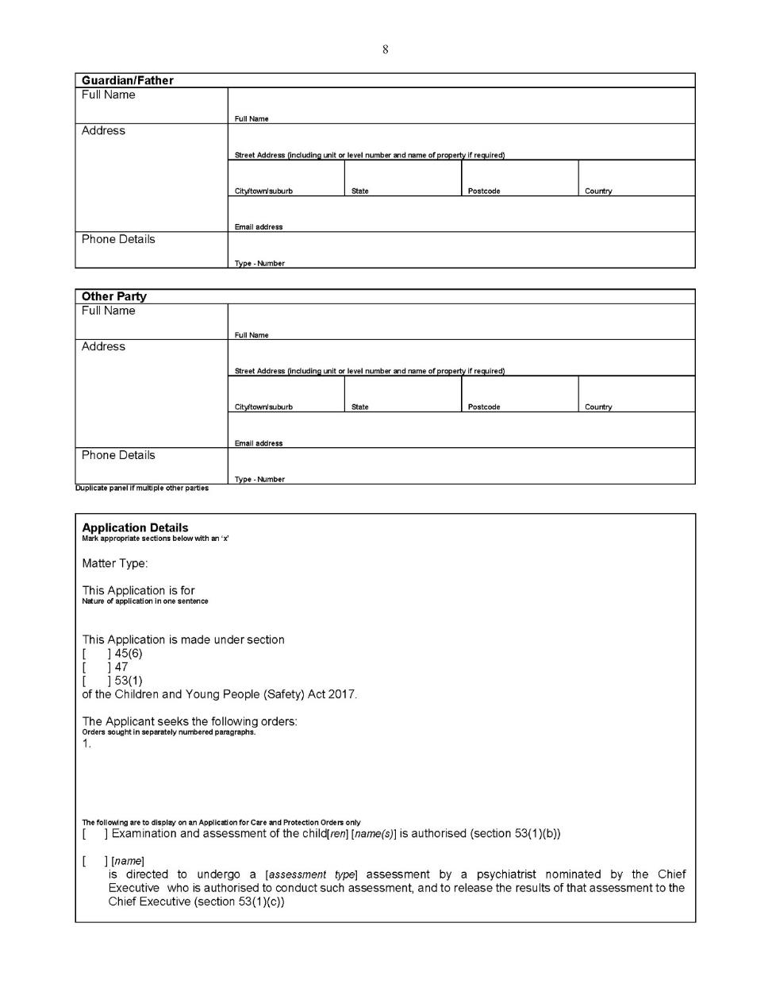 8
Guardian/Father
Full Name
Full Name
Address
Street Address (including unit or level number and name of property if required)
City/town/suburb State Postcode Country
Email address
Phone Details
Type - Number
Other Party
Full Name
Full Name
Address
Street Address (including unit or level number and name of property if required)
City/town/suburb State Postcode Country
Email address
Phone Details
Type - Number
Duplicate panel if multiple other parties
Application Details
Mark appropriate sections below with an ‘x’
Matter Type:
This Application is for
Nature of application in one sentence
This Application is made under section
[ ] 45(6)
[ ] 47
[ ] 53(1)
of the Children and Young People (Safety) Act 2017.
The Applicant seeks the following orders:
Orders sought in separately numbered paragraphs.
1.
The following are to display on an Application for Care and Protection Orders only
[ ] Examination and assessment of the child[ren] [name(s)] is authorised (section 53(1)(b))
[ ] [name]
is directed to undergo a [assessment type] assessment by a psychiatrist nominated by the Chief
Executive who is authorised to conduct such assessment, and to release the results of that assessment to the
Chief Executive (section 53(1)(c))